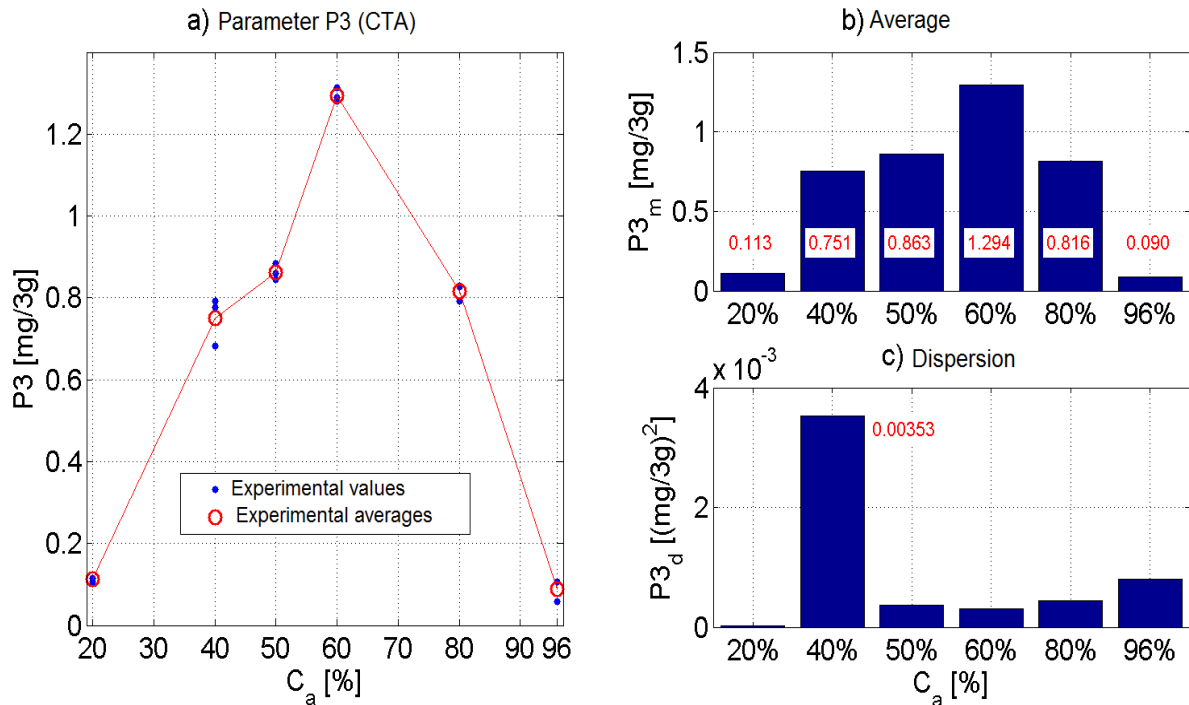 a) Parameter P3 (CTA)
P3 [mg/3g]
1.2
1
0.8
0.6
0.4
0.2
0
Experimental values
Experimental averages
20 30 40 50 60 70 80 90 96
C_a [%]
b) Average
P3_m [mg/3g]
1.5
1
0.5
0
0.113 0.751 0.863 1.294 0.816 0.090
20% 40% 50% 60% 80% 96%
c) Dispersion
x 10^-3
P3_d [(mg/3g)^2]
4
2
0
0.00353
20% 40% 50% 60% 80% 96%
C_a [%]